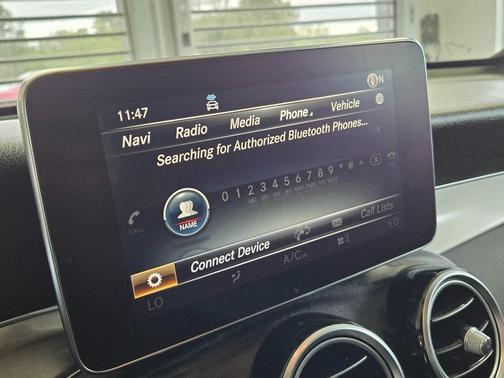 11:47
N
Navi Radio Media Phone Vehicle
Searching for Authorized Bluetooth Phones...
0 1 2 3 4 5 6 7 8 9 * # +
CALL
NAME
Connect Device
Call Lists
LO
A/C
LO